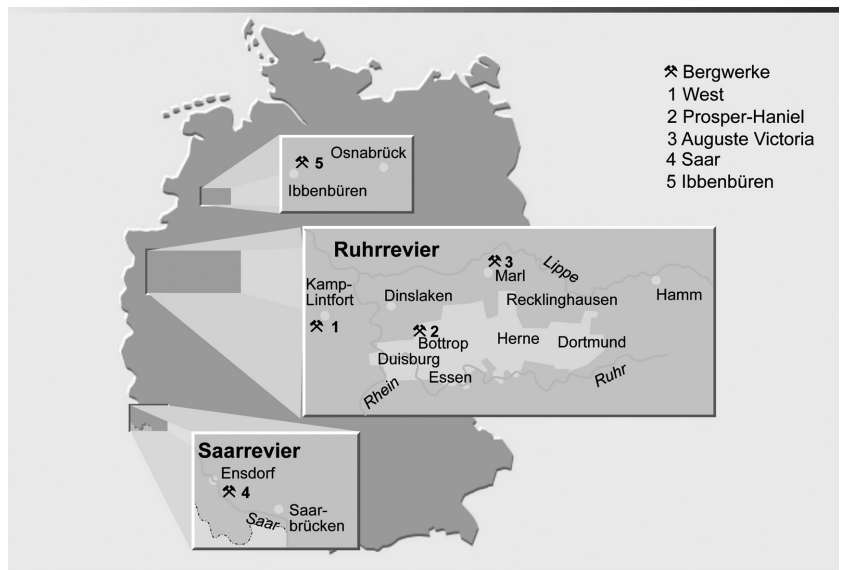 Bergwerke
1 West
2 Prosper-Haniel
3 Auguste Victoria
4 Saar
5 Ibbenbüren
Osnabrück
5
Ibbenbüren
Ruhrrevier
3
Marl
Lippe
Kamp-
Lintfort
Dinslaken
Recklinghausen
Hamm
1
2
Bottrop
Herne
Dortmund
Duisburg
Essen
Ruhr
Rhein
Saarrevier
Ensdorf
4
Saar
Saar-
brücken